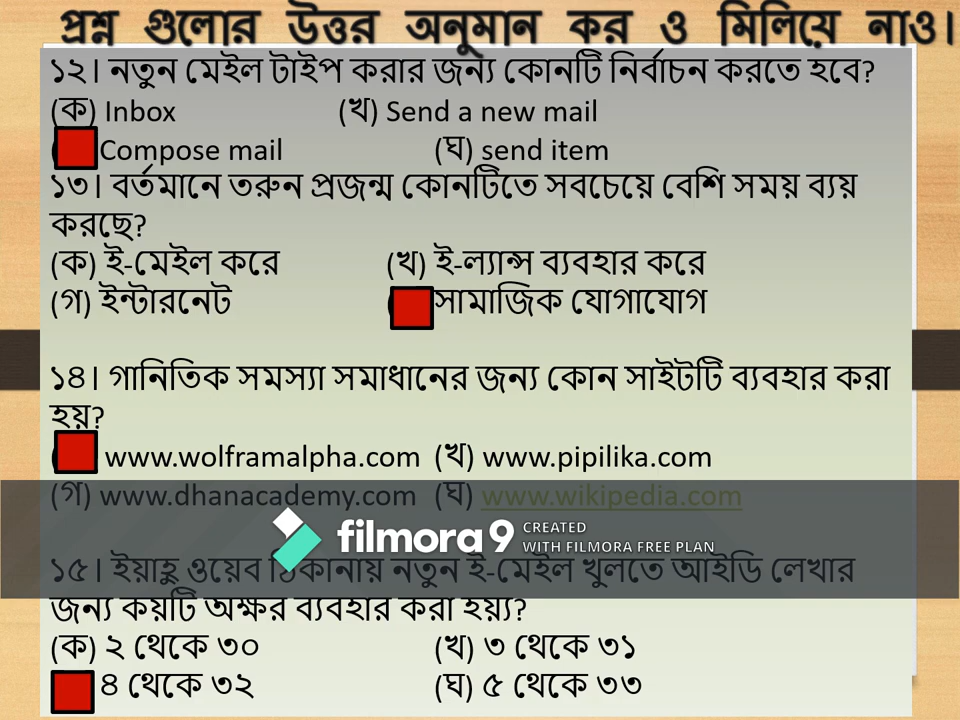 প্রশ্ন গুলোর উত্তর অনুমান কর ও মিলিয়ে নাও।
১২। নতুন মেইল টাইপ করার জন্য কোনটি নির্বাচন করতে হবে?
(ক) Inbox (খ) Send a new mail
Compose mail (ঘ) send item
১৩। বর্তমানে তরুন প্রজন্ম কোনটিতে সবচেয়ে বেশি সময় ব্যয়
করছে?
(ক) ই-মেইল করে (খ) ই-ল্যান্স ব্যবহার করে
(গ) ইন্টারনেট সামাজিক যোগাযোগ
১৪। গানিতিক সমস্যা সমাধানের জন্য কোন সাইটটি ব্যবহার করা
হয়?
www.wolframalpha.com (খ) www.pipilika.com
(গ) www.dhanacademy.com (ঘ) www.wikipedia.com
filmora9 CREATED
WITH FILMORA FREE PLAN
১৫। ইয়াহু ওয়েব ঠিকানায় নতুন ই-মেইল খুলতে আইডি লেখার
জন্য কয়টি অক্ষর ব্যবহার করা হয়্য?
(ক) ২ থেকে ৩০ (খ) ৩ থেকে ৩১
৪ থেকে ৩২ (ঘ) ৫ থেকে ৩৩